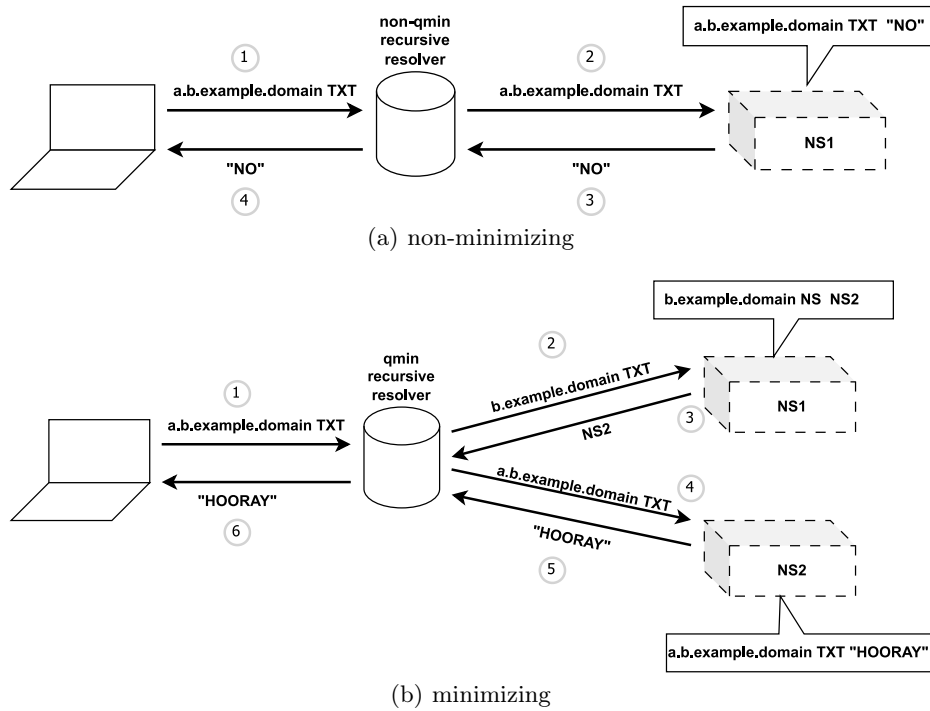 a.b.example.domain TXT "NO"
non-qmin
recursive
resolver
1
2
a.b.example.domain TXT
a.b.example.domain TXT
NS1
"NO"
"NO"
4
3
(a) non-minimizing
b.example.domain NS NS2
2
qmin
recursive
resolver
1
b.example.domain TXT
NS1
a.b.example.domain TXT
3
NS2
a.b.example.domain TXT
4
"HOORAY"
"HOORAY"
6
5
NS2
a.b.example.domain TXT "HOORAY"
(b) minimizing